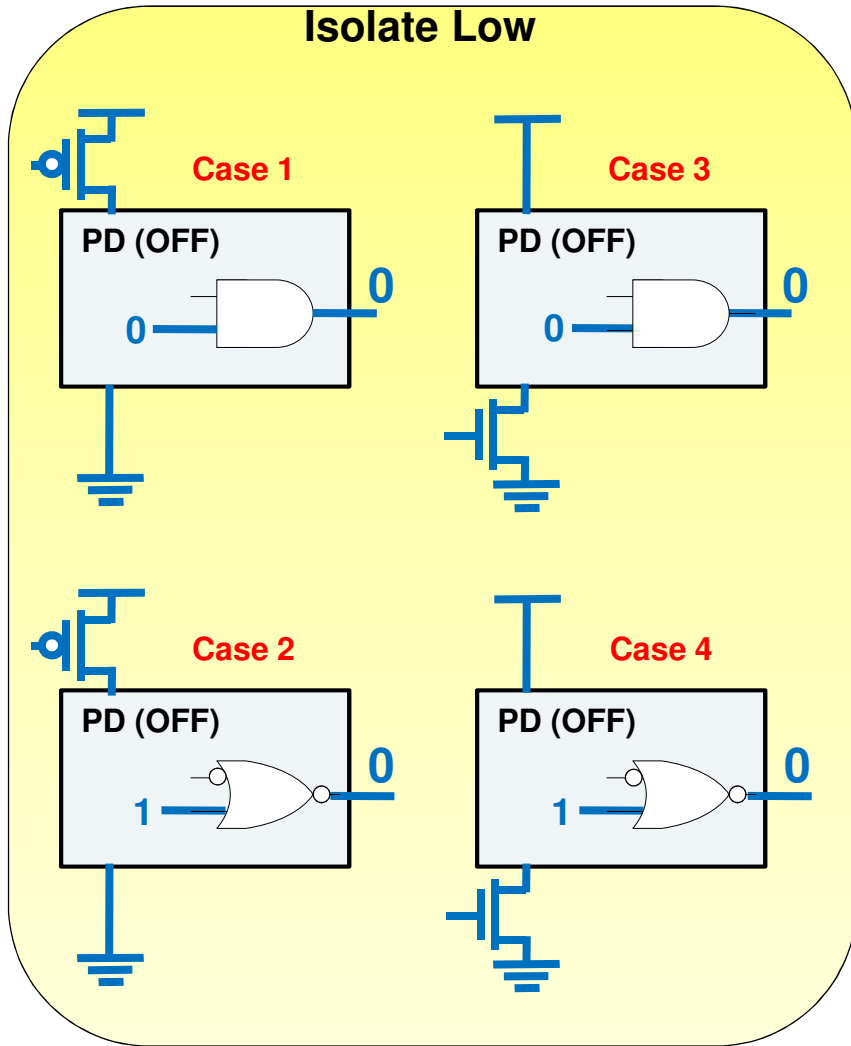 Isolate Low
Case 1
PD (OFF)
0
0
Case 3
PD (OFF)
0
0
Case 2
PD (OFF)
0
1
Case 4
PD (OFF)
0
1